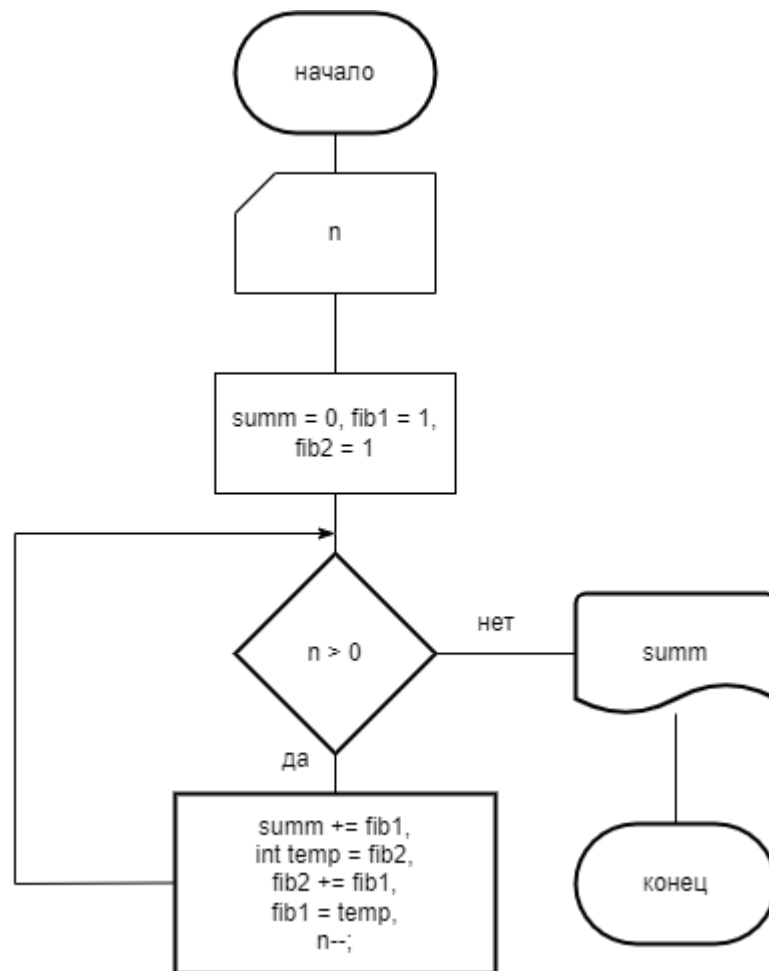 начало
n
summ = 0, fib1 = 1,
fib2 = 1
n > 0
нет
summ
да
summ += fib1,
int temp = fib2,
fib2 += fib1,
fib1 = temp,
n--;
конец